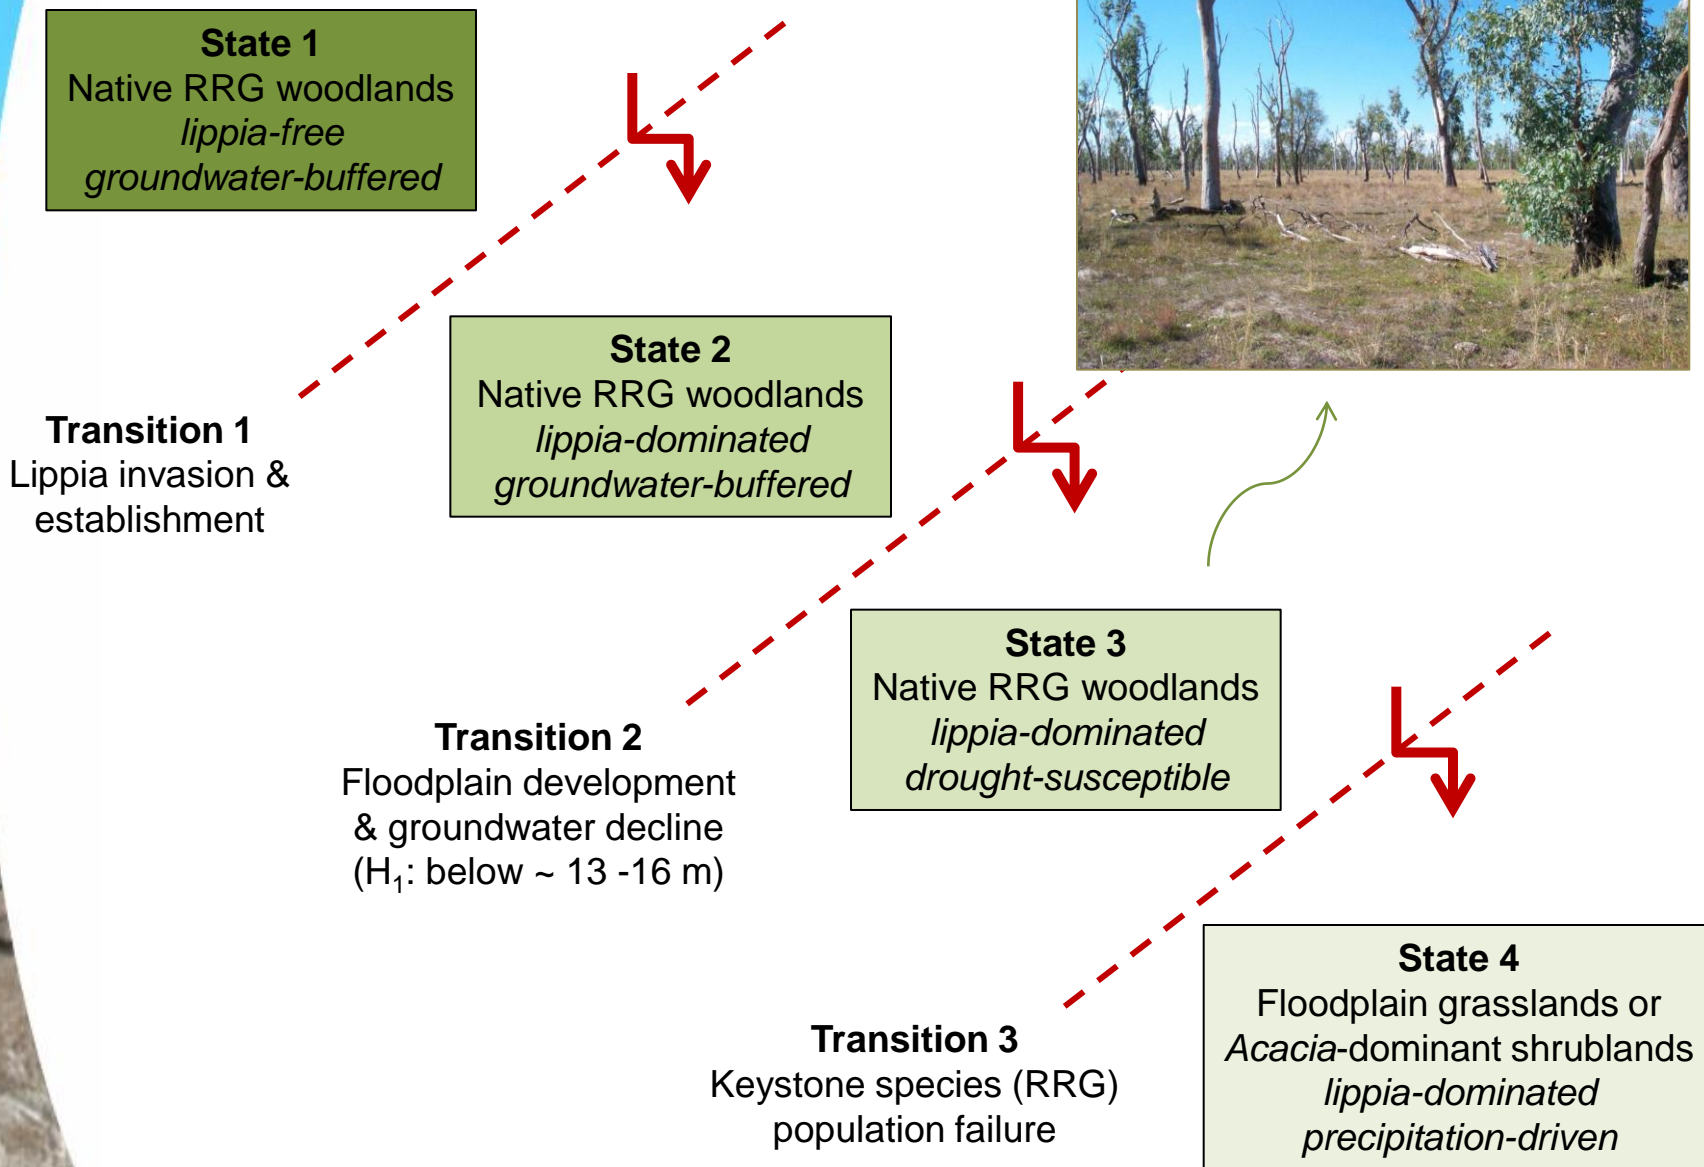 State 1
Native RRG woodlands
lippia-free
groundwater-buffered
Transition 1
Lippia invasion &
establishment
State 2
Native RRG woodlands
lippia-dominated
groundwater-buffered
Transition 2
Floodplain development
& groundwater decline
(H₁: below ~ 13 -16 m)
State 3
Native RRG woodlands
lippia-dominated
drought-susceptible
Transition 3
Keystone species (RRG)
population failure
State 4
Floodplain grasslands or
Acacia-dominant shrublands
lippia-dominated
precipitation-driven